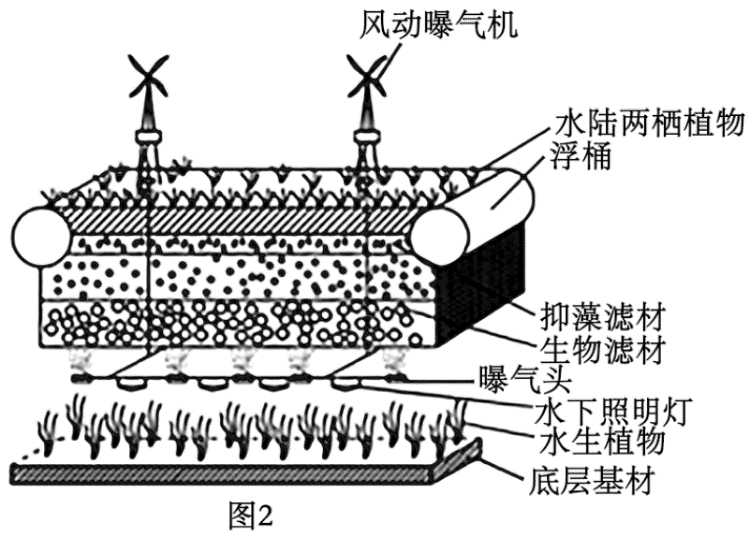 风动曝气机
水陆两栖植物
浮桶
抑藻滤材
生物滤材
曝气头
水下照明灯
水生植物
底层基材
图2